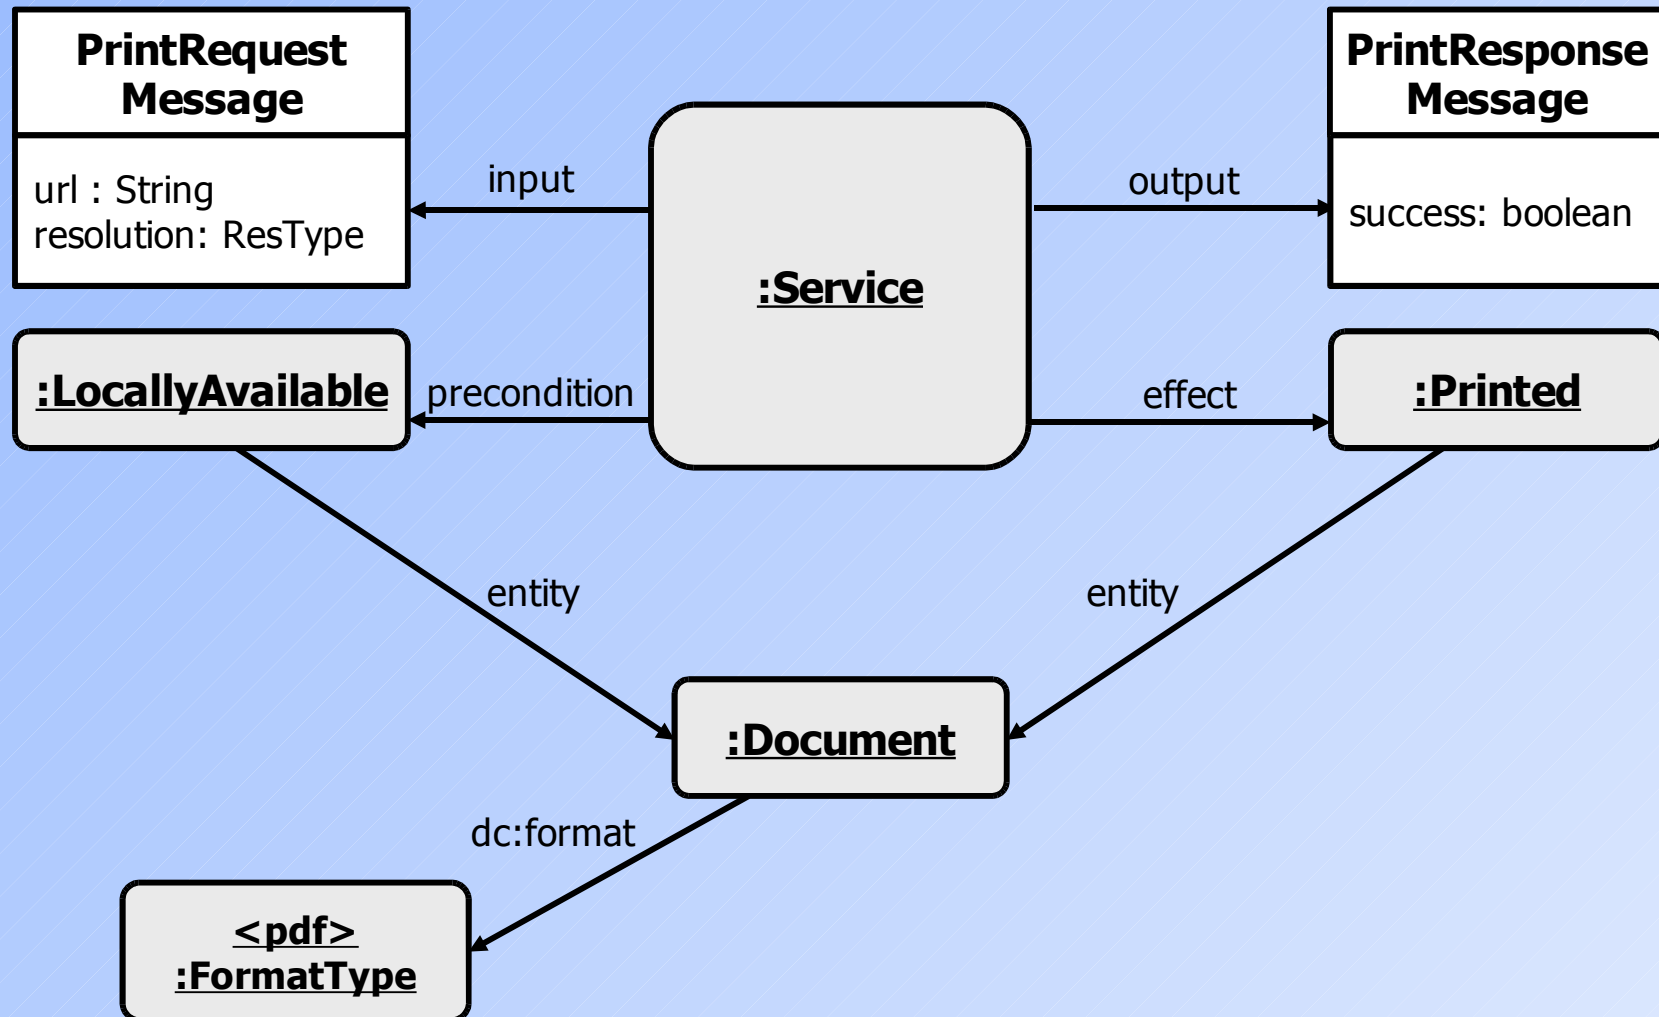 PrintRequest
Message
url : String
resolution: ResType
input
:Service
output
PrintResponse
Message
success: boolean
:LocallyAvailable
precondition
effect
:Printed
entity
entity
:Document
dc:format
<pdf>
:FormatType